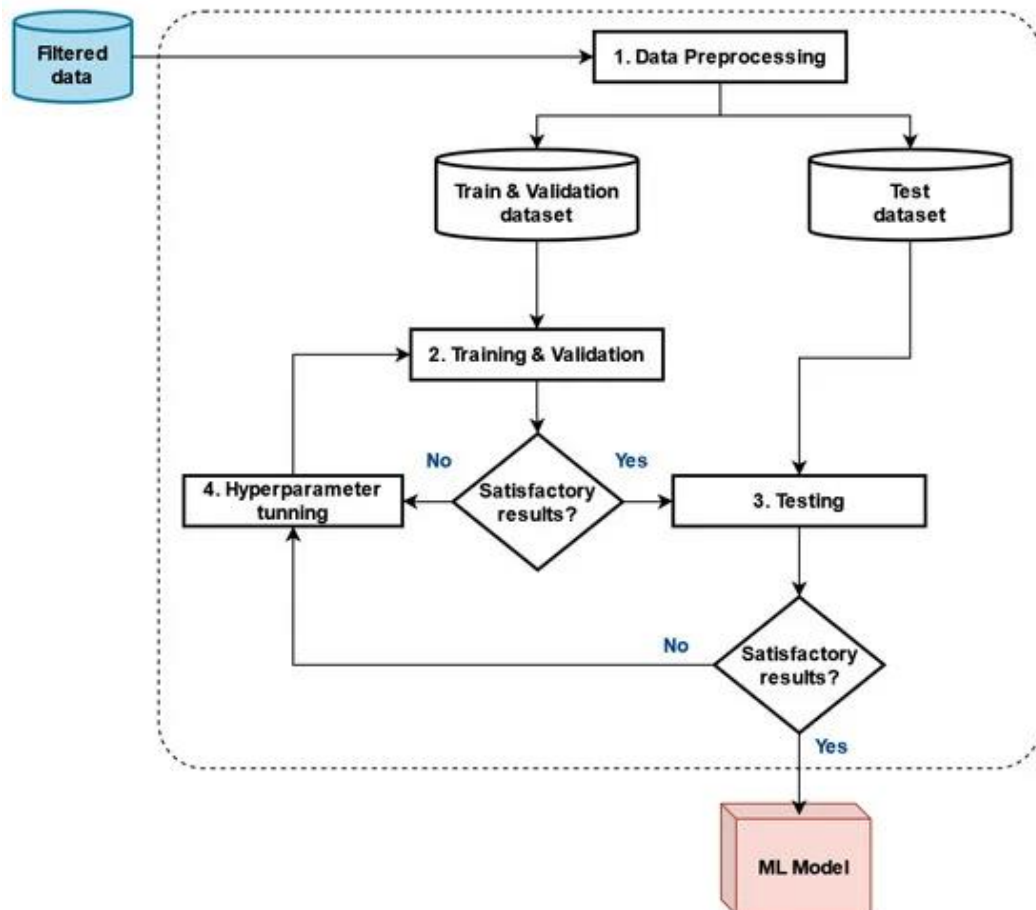 Filtered
data
1. Data Preprocessing
Train & Validation
dataset
Test
dataset
2. Training & Validation
No
Yes
4. Hyperparameter
tunning
Satisfactory
results?
3. Testing
No
Satisfactory
results?
Yes
ML Model